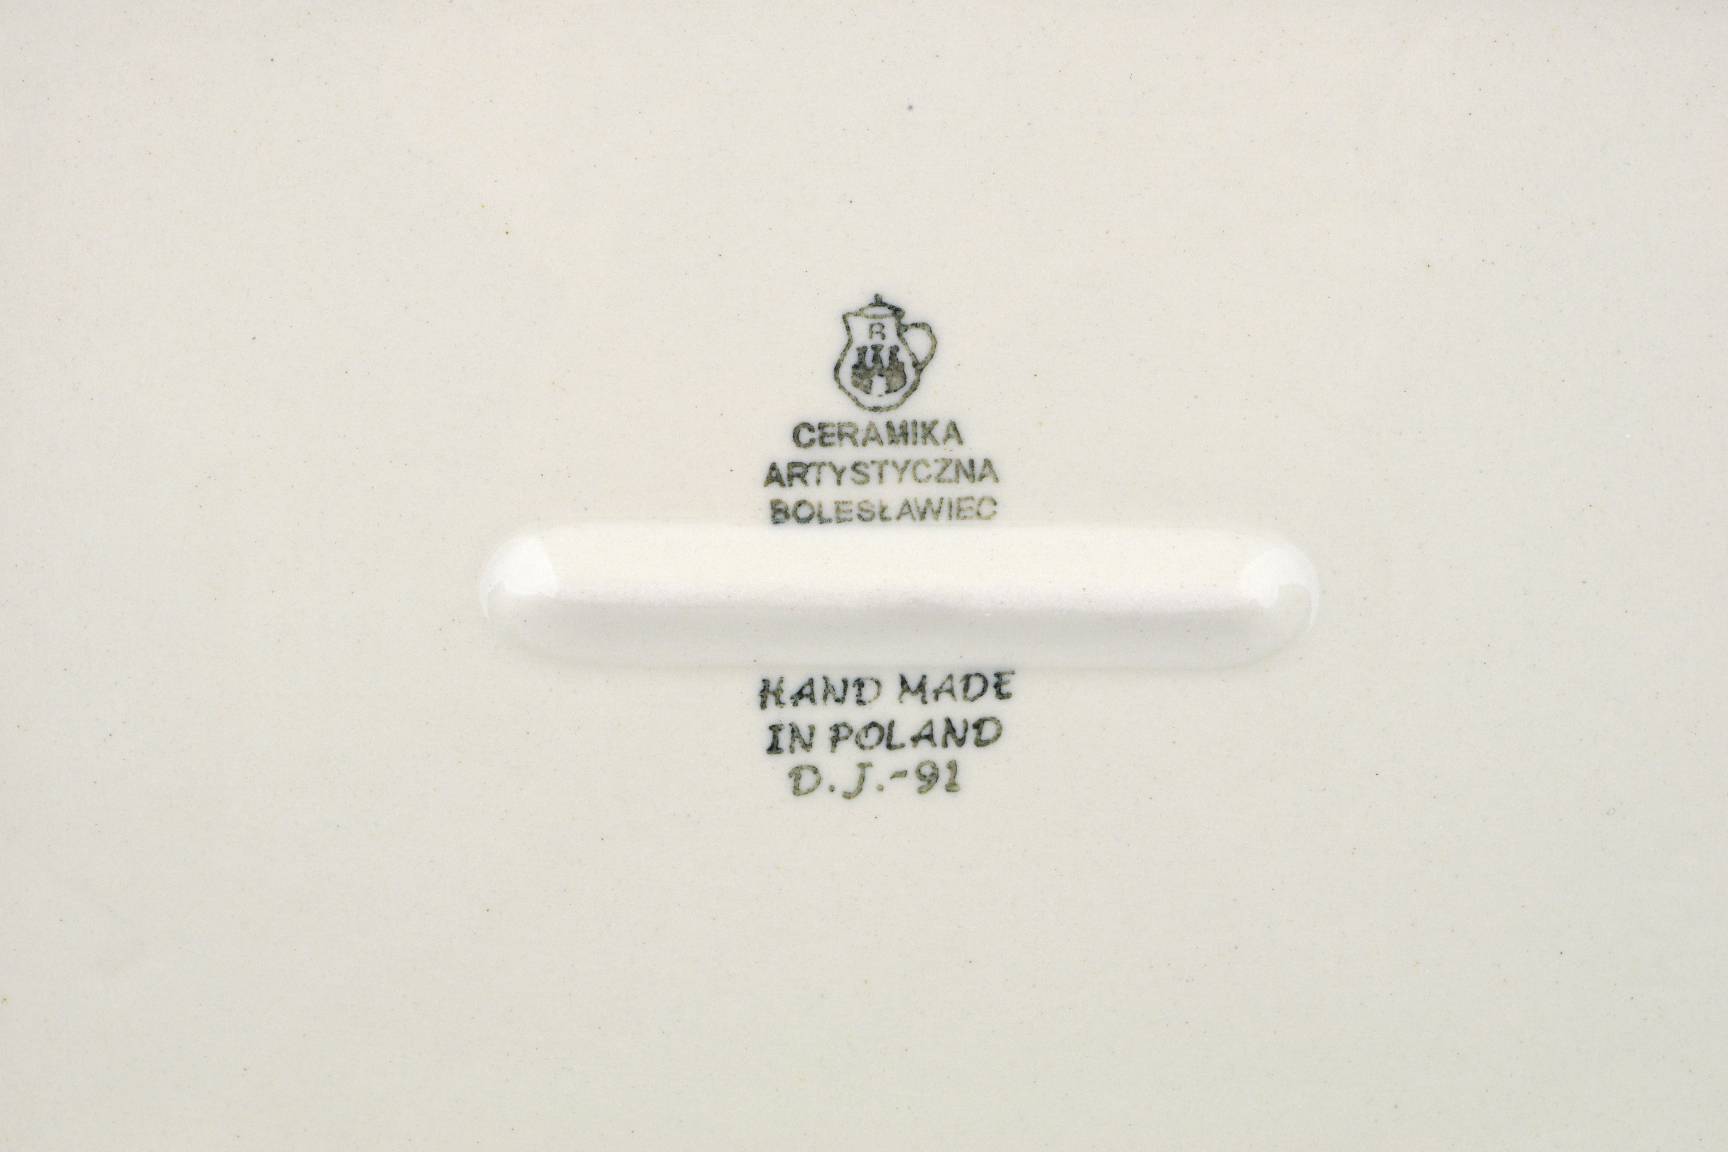 B
CERAMIKA
ARTYSTYCZNA
BOLESŁAWIEC
HAND MADE
IN POLAND
D.J.-91